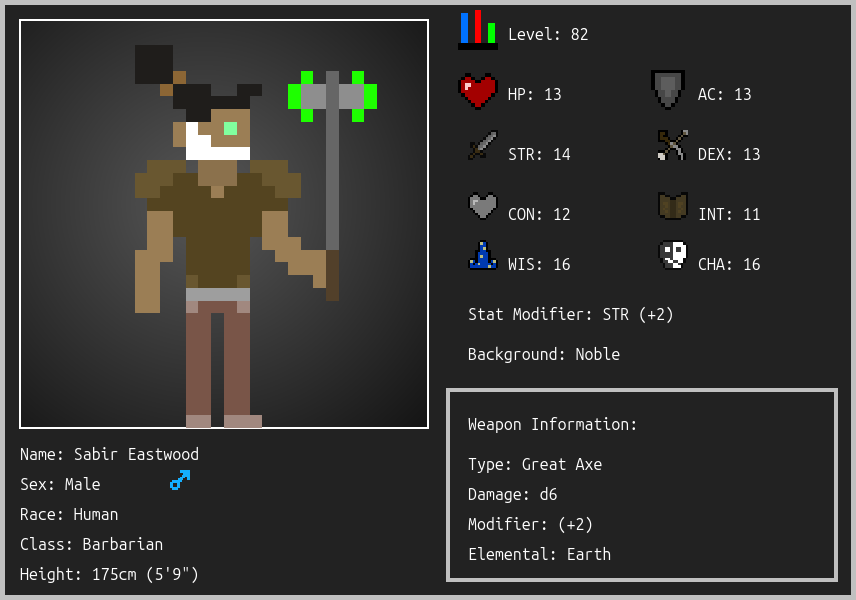 Level: 82
HP: 13
AC: 13
STR: 14
DEX: 13
CON: 12
INT: 11
WIS: 16
CHA: 16
Stat Modifier: STR (+2)
Background: Noble
Weapon Information:
Type: Great Axe
Damage: d6
Modifier: (+2)
Elemental: Earth
Name: Sabir Eastwood
Sex: Male
Race: Human
Class: Barbarian
Height: 175cm (5'9")